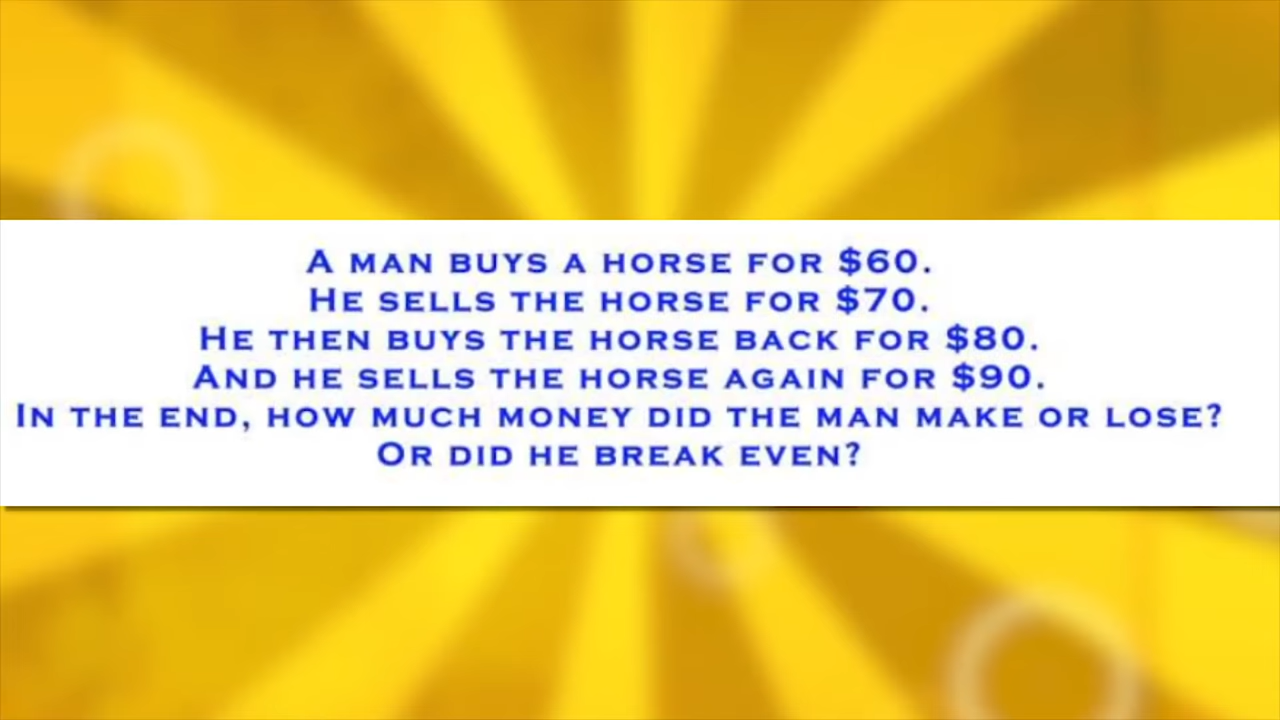 A MAN BUYS A HORSE FOR $60.
HE SELLS THE HORSE FOR $70.
HE THEN BUYS THE HORSE BACK FOR $80.
AND HE SELLS THE HORSE AGAIN FOR $90.
IN THE END, HOW MUCH MONEY DID THE MAN MAKE OR LOSE?
OR DID HE BREAK EVEN?